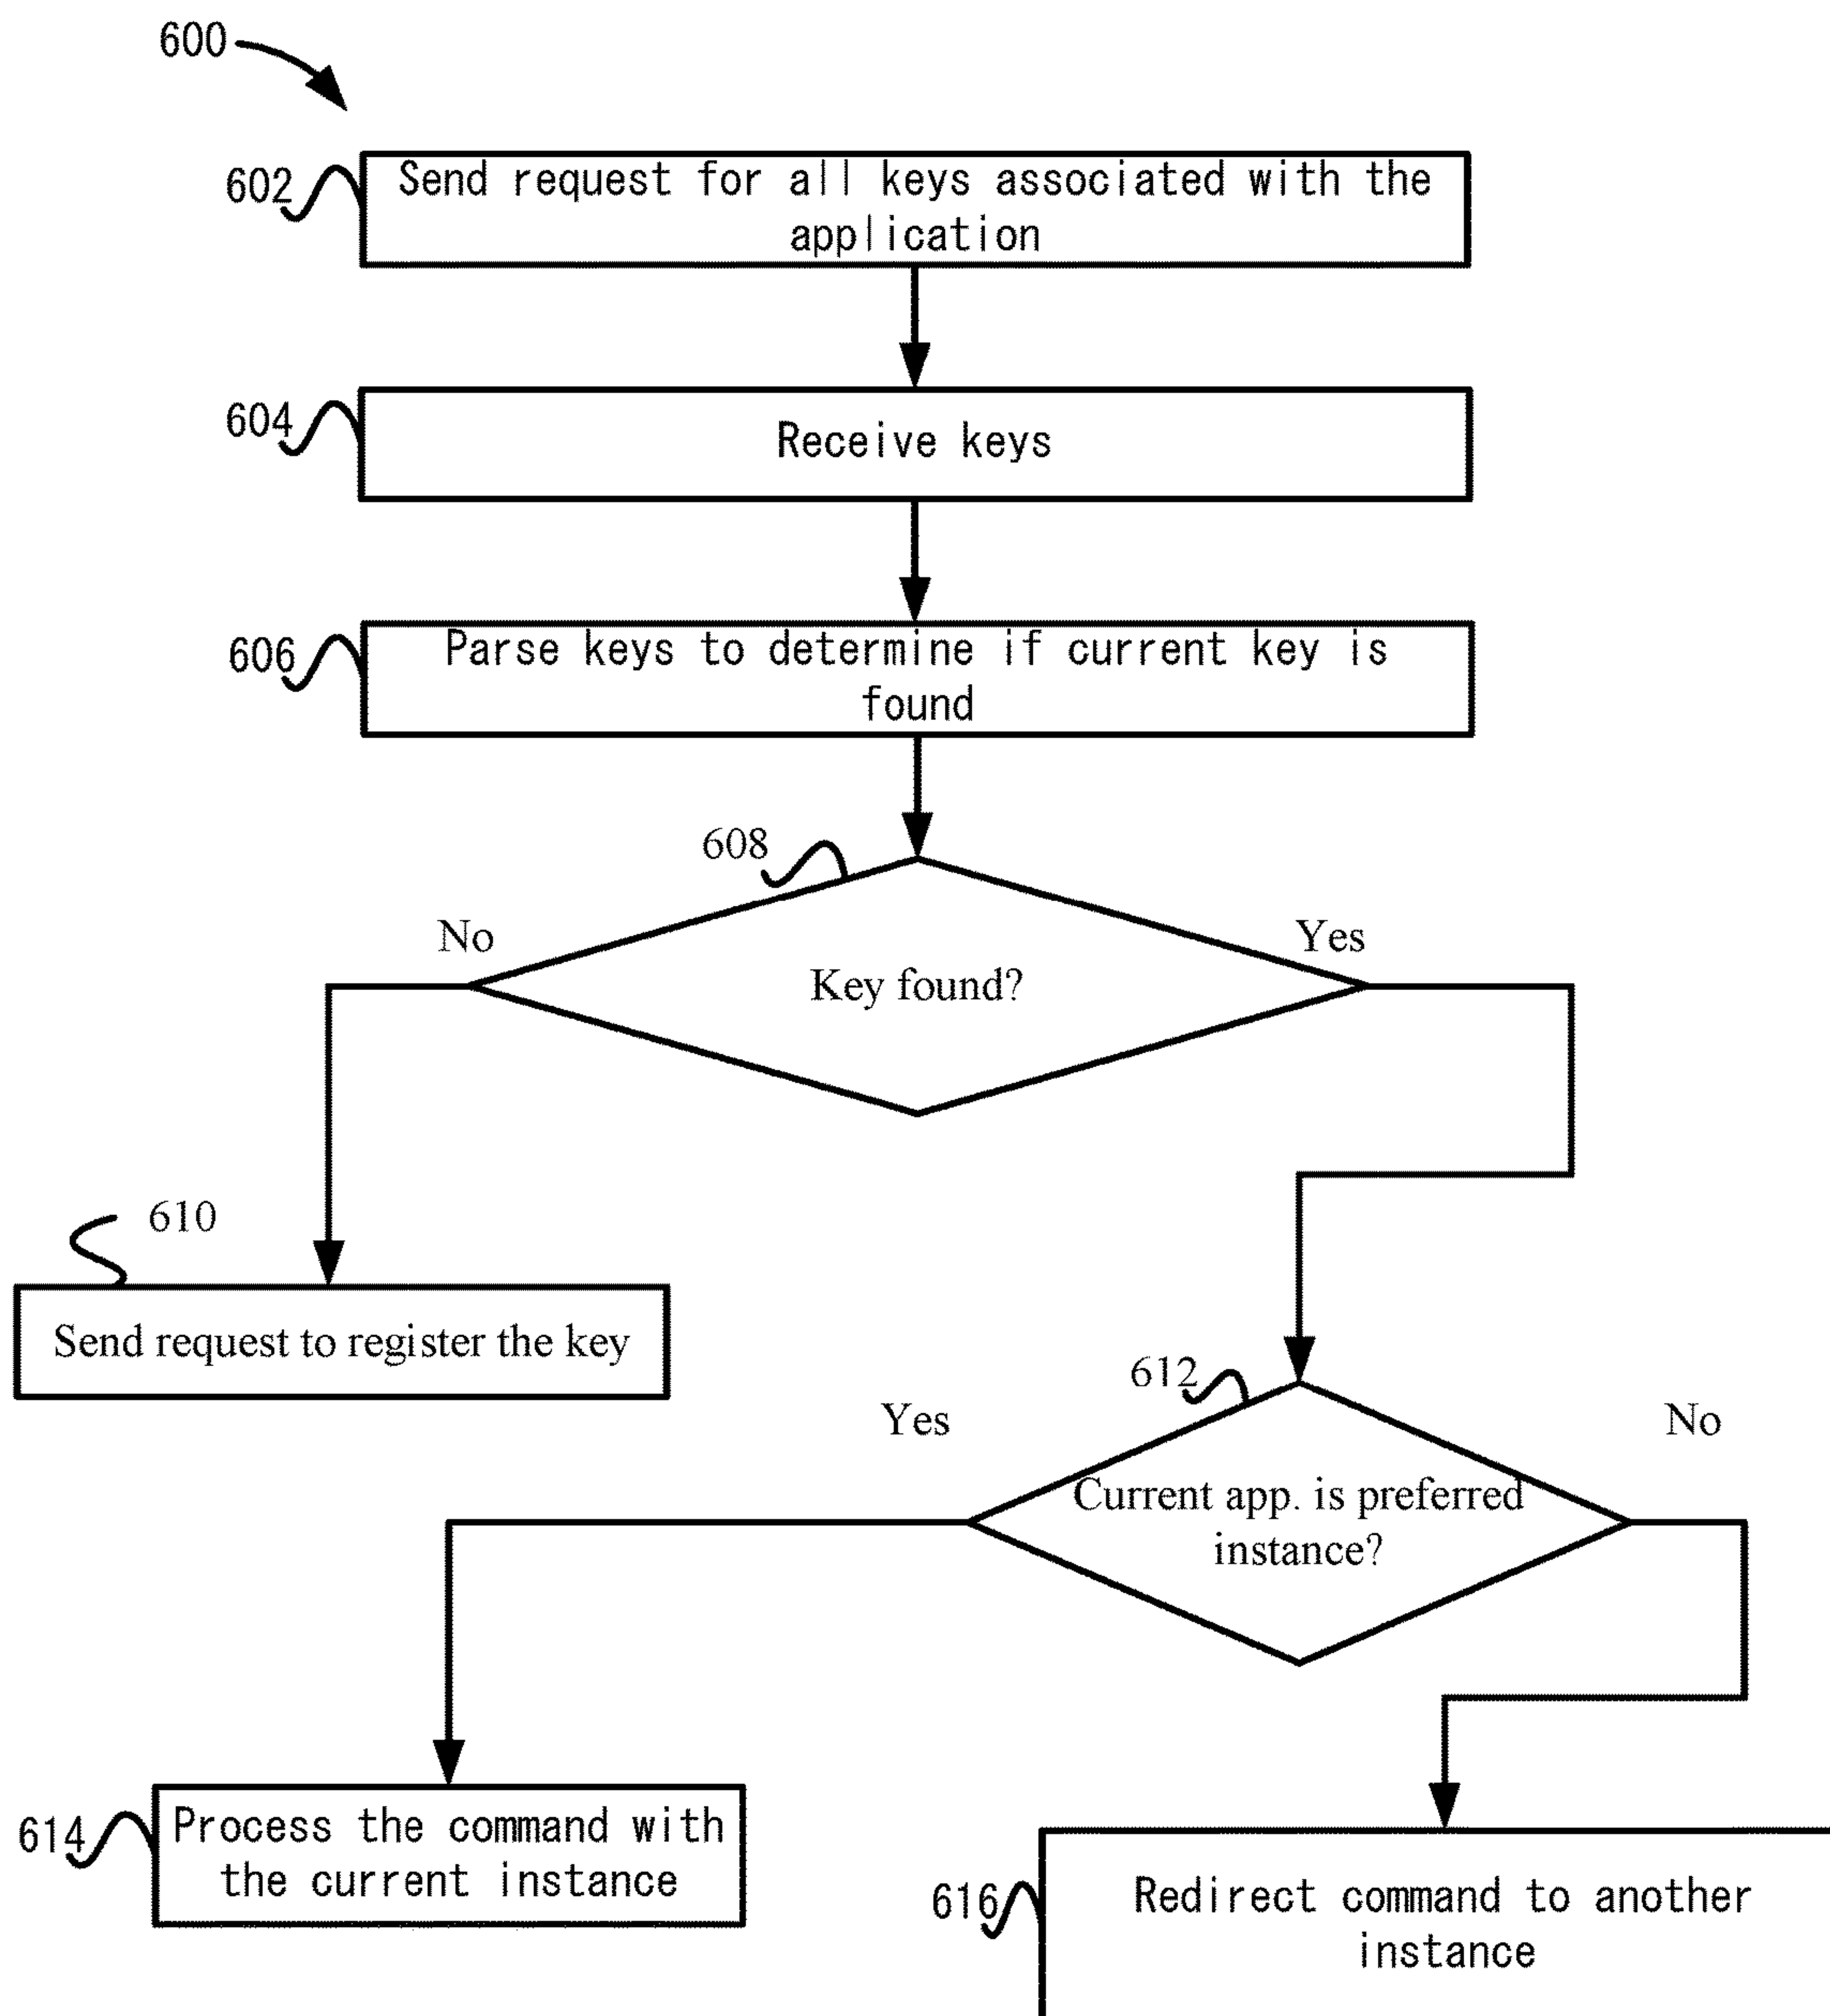 600
602
Send request for all keys associated with the
application
604
Receive keys
606
Parse keys to determine if current key is
found
608
No
Yes
Key found?
610
Send request to register the key
612
Yes
No
Current app. is preferred
instance?
614
Process the command with
the current instance
616
Redirect command to another
instance